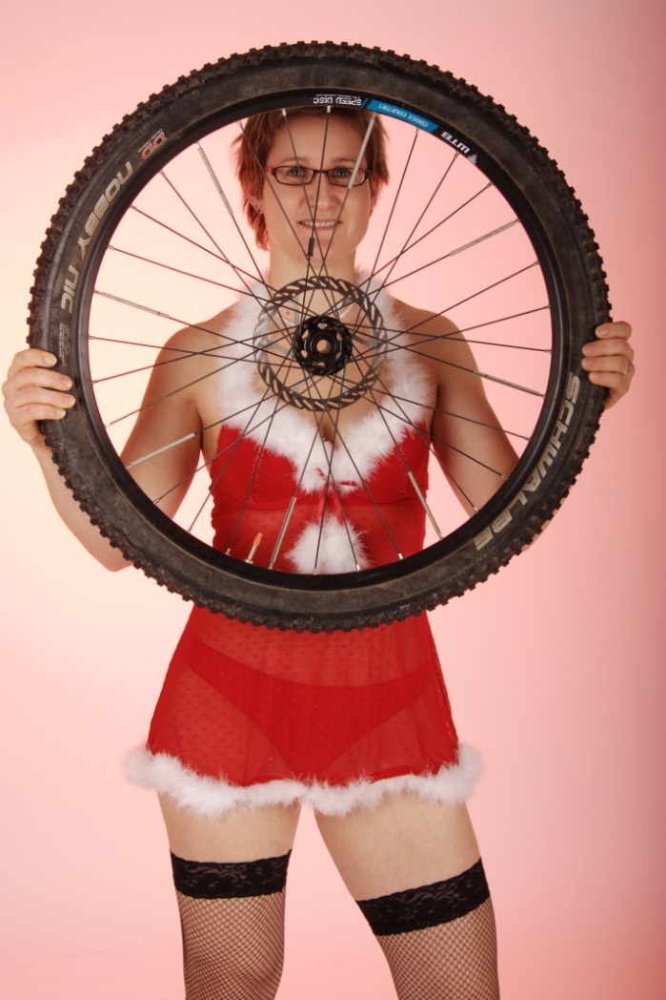 SPEED DISC
CROSS COUNTRY
WTB
NOBBY NIC
SCHWALBE